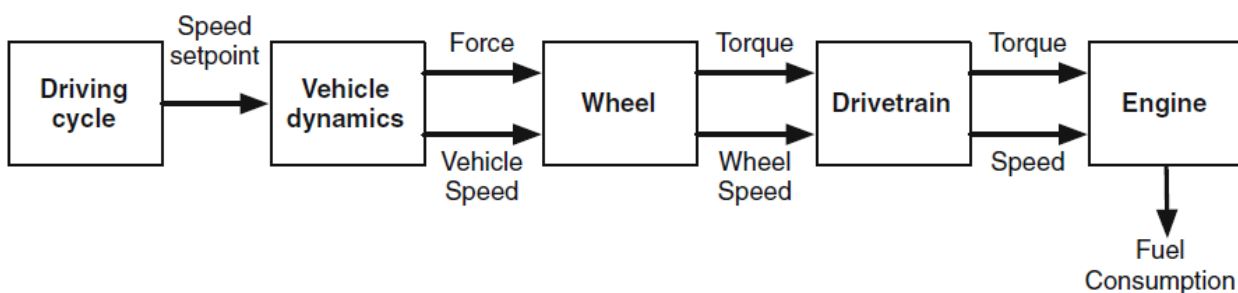 Speed
setpoint
Force
Torque
Torque
Driving
cycle
Vehicle
dynamics
Wheel
Drivetrain
Engine
Vehicle
Speed
Wheel
Speed
Speed
Fuel
Consumption